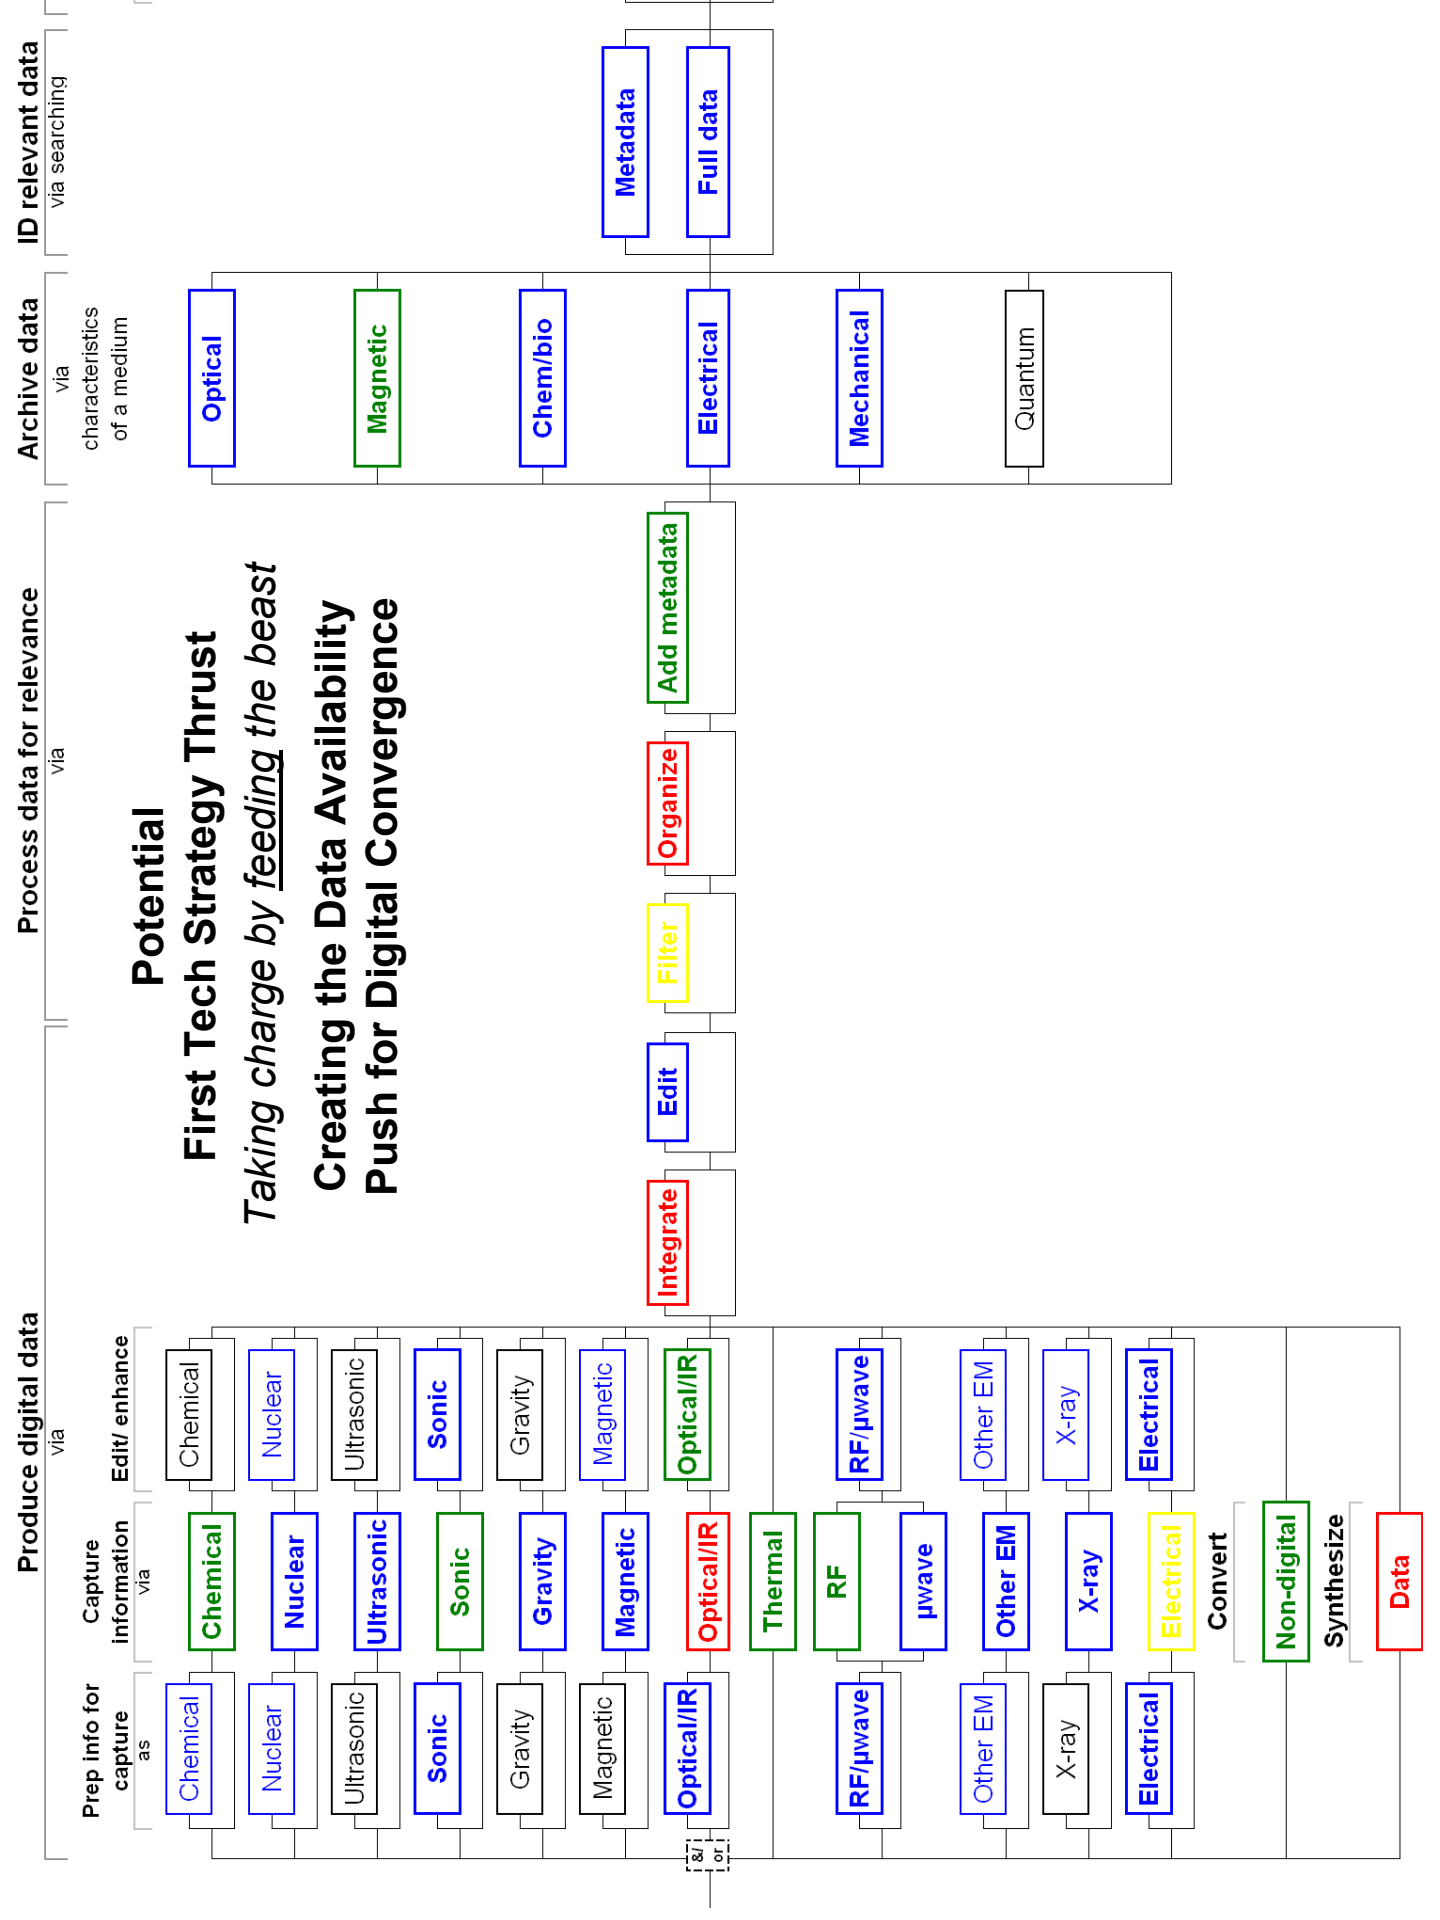 Produce digital data
via
Process data for relevance
via
Archive data
via
characteristics
of a medium
ID relevant data
via searching
Potential
First Tech Strategy Thrust
Taking charge by feeding the beast
Creating the Data Availability
Push for Digital Convergence
Prep info for
capture
as
Capture
information
via
Edit/ enhance
Chemical
Chemical
Chemical
Nuclear
Nuclear
Nuclear
Ultrasonic
Ultrasonic
Ultrasonic
Sonic
Sonic
Sonic
Gravity
Gravity
Gravity
Magnetic
Magnetic
Magnetic
&/
or
Optical/IR
Optical/IR
Optical/IR
Thermal
RF/µwave
RF
µwave
RF/µwave
Other EM
Other EM
Other EM
X-ray
X-ray
X-ray
Electrical
Electrical
Electrical
Convert
Non-digital
Synthesize
Data
Integrate
Edit
Filter
Organize
Add metadata
Optical
Magnetic
Chem/bio
Electrical
Mechanical
Quantum
Metadata
Full data